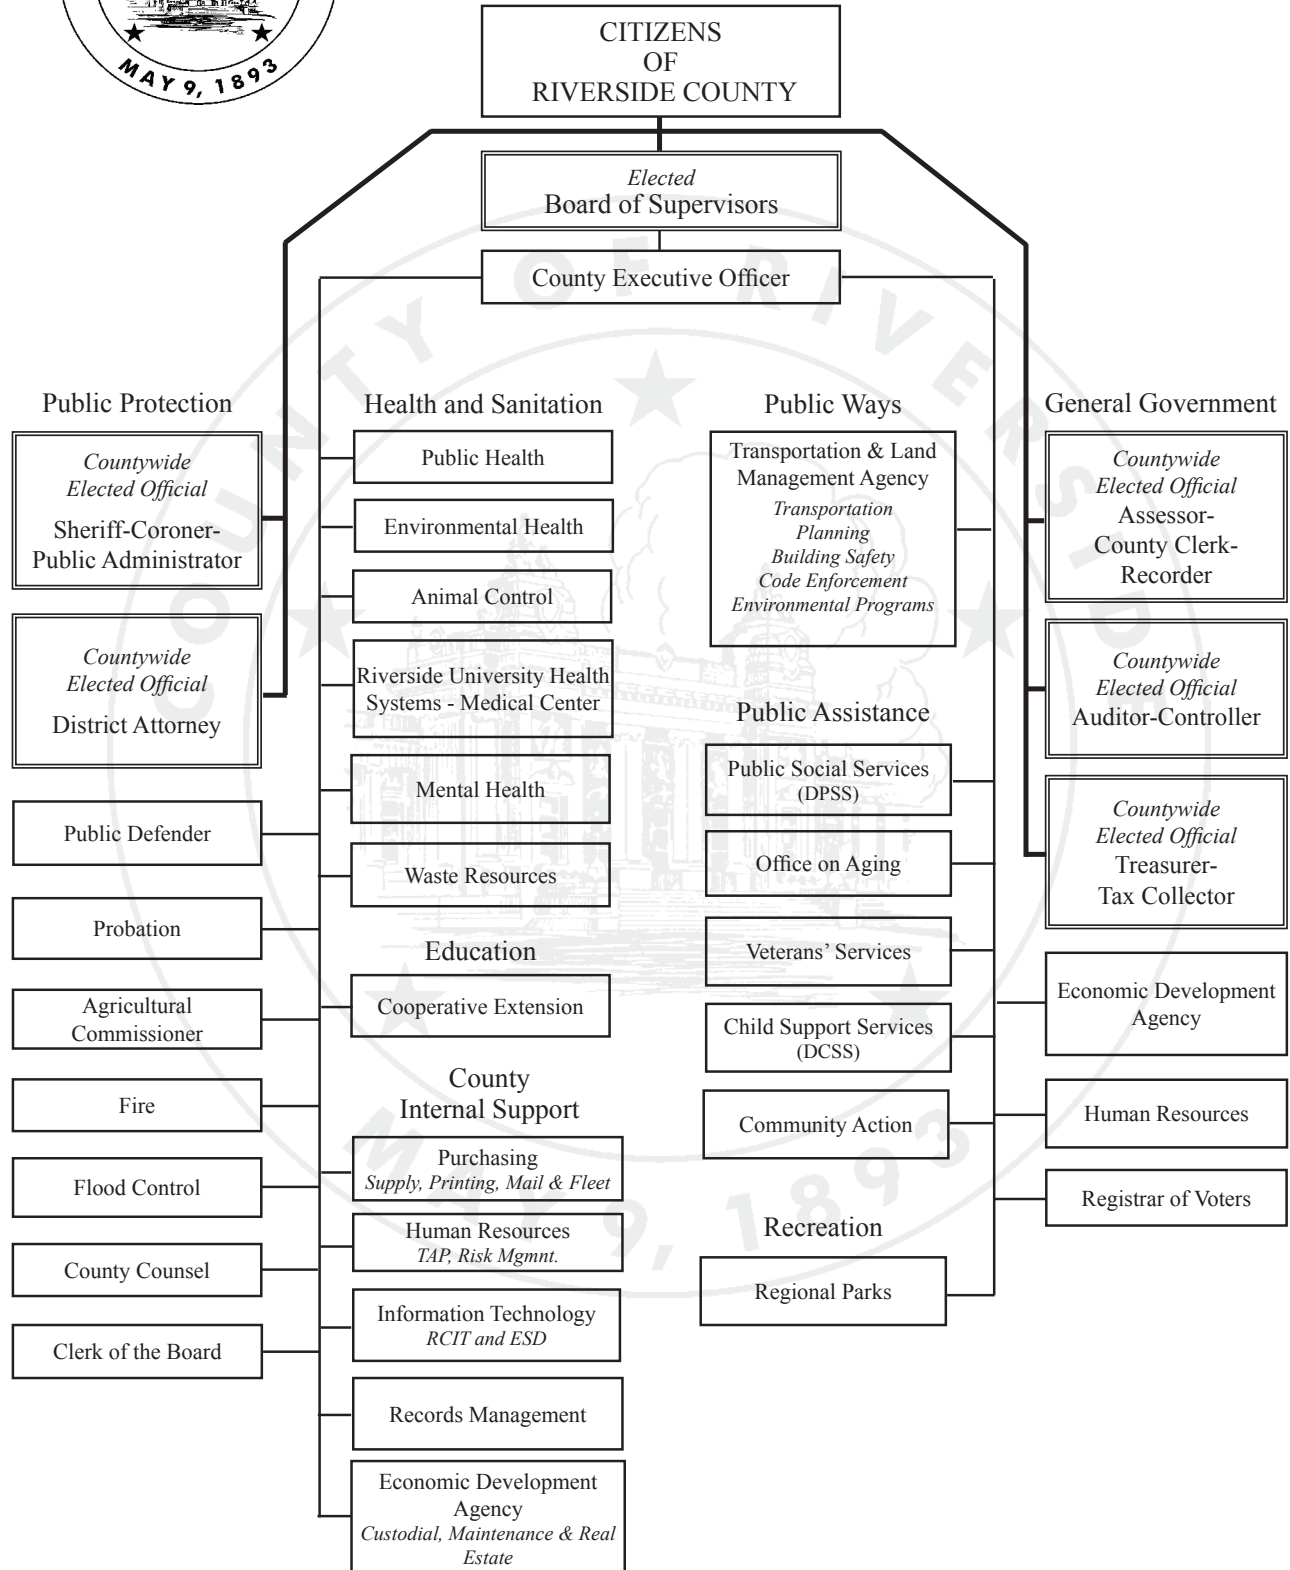 MAY 9, 1893
CITIZENS
OF
RIVERSIDE COUNTY
Elected
Board of Supervisors
County Executive Officer
COUNTY OF RIVERSIDE
MAY 9, 1893
Public Protection
Countywide
Elected Official
Sheriff-Coroner-
Public Administrator
Countywide
Elected Official
District Attorney
Public Defender
Probation
Agricultural
Commissioner
Fire
Flood Control
County Counsel
Clerk of the Board
Health and Sanitation
Public Health
Environmental Health
Animal Control
Riverside University Health
Systems - Medical Center
Mental Health
Waste Resources
Education
Cooperative Extension
County
Internal Support
Purchasing
Supply, Printing, Mail & Fleet
Human Resources
TAP, Risk Mgmnt.
Information Technology
RCIT and ESD
Records Management
Economic Development
Agency
Custodial, Maintenance & Real
Estate
Public Ways
Transportation & Land
Management Agency
Transportation
Planning
Building Safety
Code Enforcement
Environmental Programs
Public Assistance
Public Social Services
(DPSS)
Office on Aging
Veterans’ Services
Child Support Services
(DCSS)
Community Action
Recreation
Regional Parks
General Government
Countywide
Elected Official
Assessor-
County Clerk-
Recorder
Countywide
Elected Official
Auditor-Controller
Countywide
Elected Official
Treasurer-
Tax Collector
Economic Development
Agency
Human Resources
Registrar of Voters